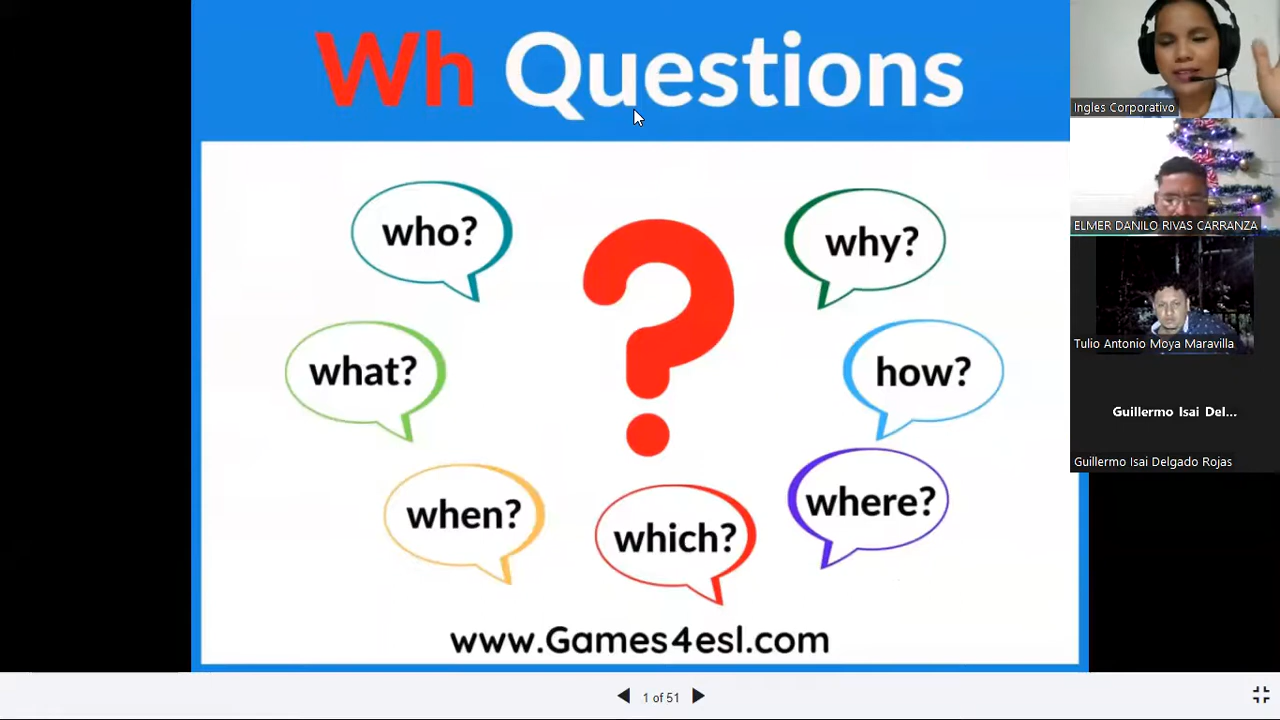 Wh Questions
who?
why?
what?
how?
when?
which?
where?
www.Games4esl.com
1 of 51
Ingles Corporativo
ELMER DANILO RIVAS CARRANZA
Tulio Antonio Moya Maravilla
Guillermo Isai Del...
Guillermo Isai Delgado Rojas